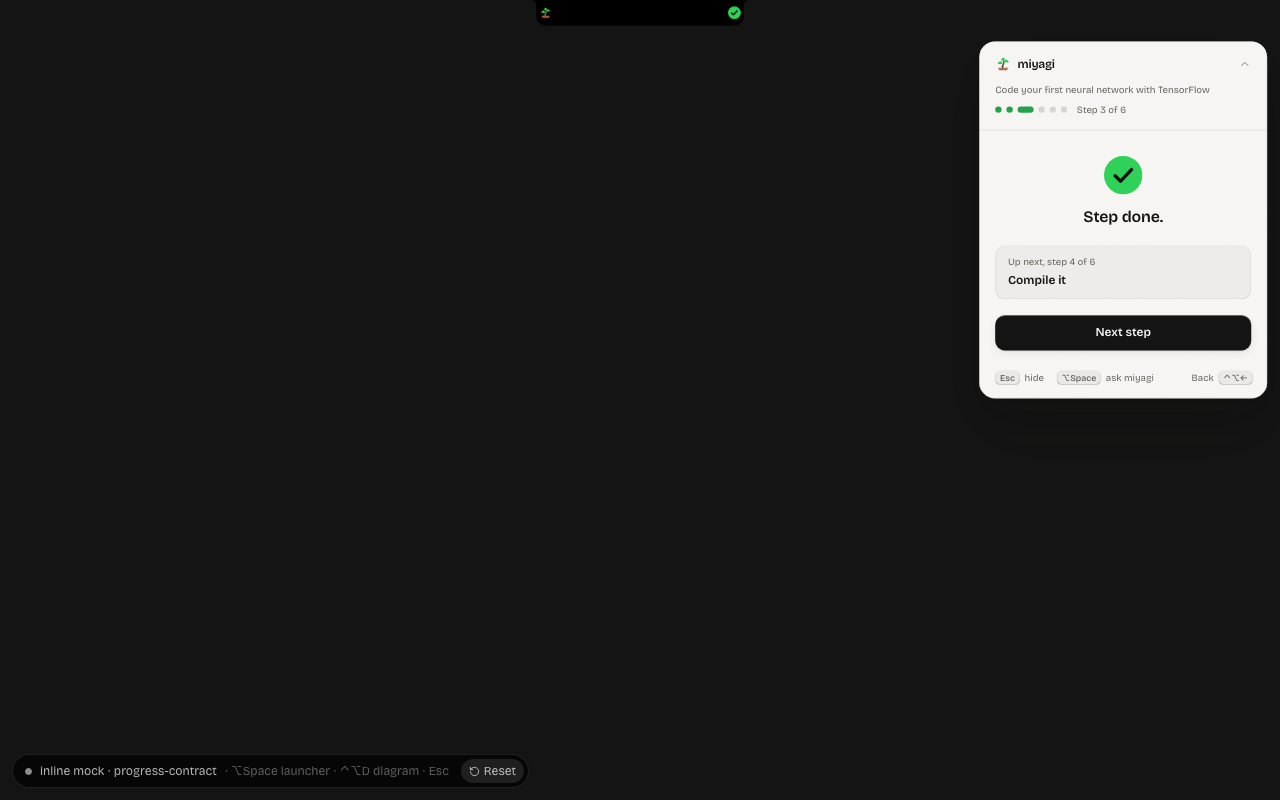 miyagi
Code your first neural network with TensorFlow
Step 3 of 6
Step done.
Up next, step 4 of 6
Compile it
Next step
Esc hide ⌥Space ask miyagi Back ^⌥←
inline mock · progress-contract · ⌥Space launcher · ^⌥D diagram · Esc Reset